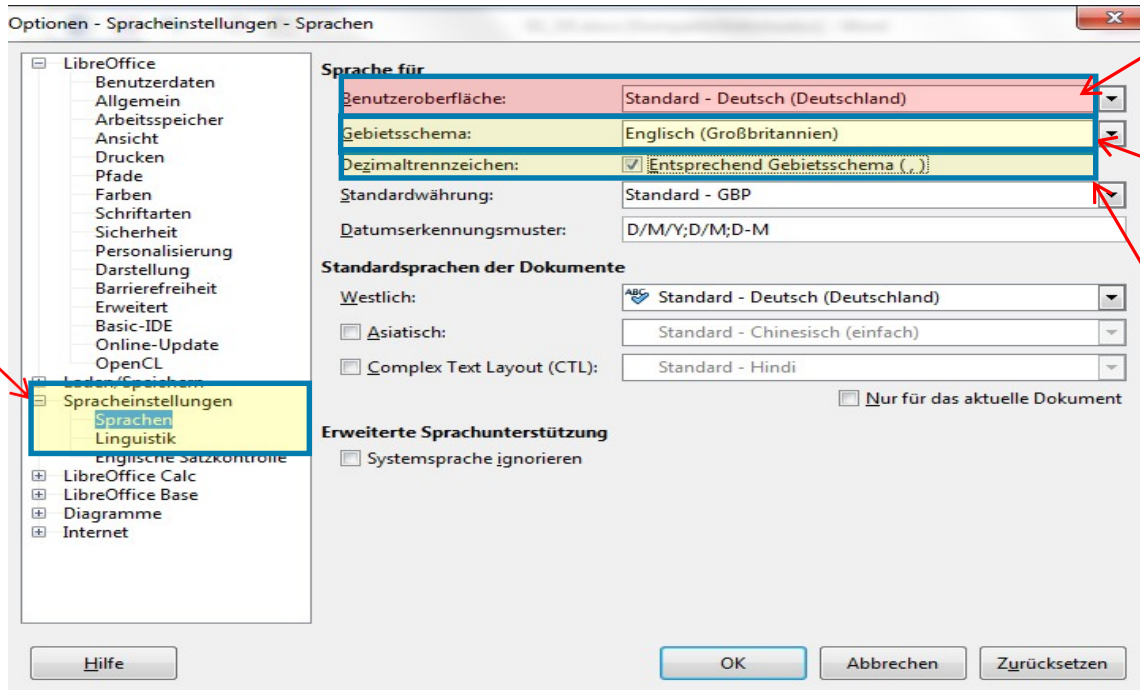 Optionen - Spracheinstellungen - Sprachen
LibreOffice
Benutzerdaten
Allgemein
Arbeitsspeicher
Ansicht
Drucken
Pfade
Farben
Schriftarten
Sicherheit
Personalisierung
Darstellung
Barrierefreiheit
Erweitert
Basic-IDE
Online-Update
OpenCL
Laden/Speichern
Spracheinstellungen
Sprachen
Linguistik
Englische Satzkontrolle
LibreOffice Calc
LibreOffice Base
Diagramme
Internet
Sprache für
Benutzeroberfläche: Standard - Deutsch (Deutschland)
Gebietsschema: Englisch (Großbritannien)
Dezimaltrennzeichen: Entsprechend Gebietsschema ( , )
Standardwährung: Standard - GBP
Datumserkennungsmuster: D/M/Y;D/M;D-M
Standardsprachen der Dokumente
Westlich: ABC Standard - Deutsch (Deutschland)
Asiatisch: Standard - Chinesisch (einfach)
Complex Text Layout (CTL): Standard - Hindi
Nur für das aktuelle Dokument
Erweiterte Sprachunterstützung
Systemsprache ignorieren
Hilfe OK Abbrechen Zurücksetzen